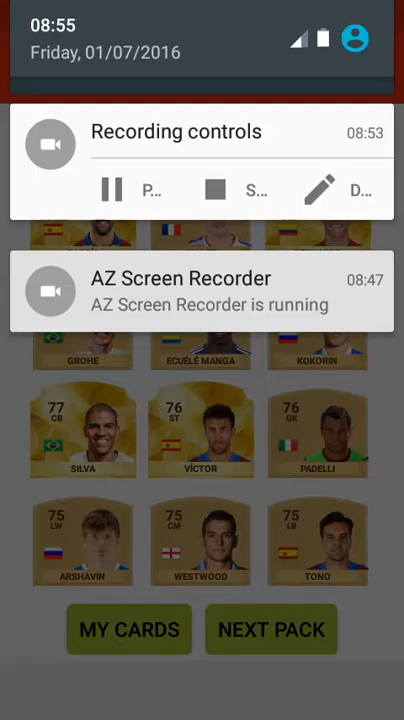 08:55
Friday, 01/07/2016
Recording controls
08:53
P...
S...
D...
AZ Screen Recorder
08:47
AZ Screen Recorder is running
GROHE
ECUÉLÉ MANGA
KOKORIN
77
CB
76
ST
76
GK
SILVA
VÍCTOR
PADELLI
75
LW
75
CM
75
LB
ARSHAVIN
WESTWOOD
TONO
MY CARDS
NEXT PACK